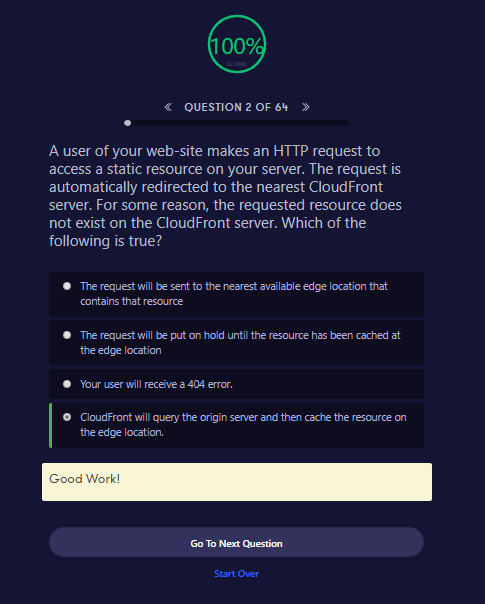 100%
SCORE
« QUESTION 2 OF 64 »
A user of your web-site makes an HTTP request to
access a static resource on your server. The request is
automatically redirected to the nearest CloudFront
server. For some reason, the requested resource does
not exist on the CloudFront server. Which of the
following is true?
The request will be sent to the nearest available edge location that
contains that resource
The request will be put on hold until the resource has been cached at
the edge location
Your user will receive a 404 error.
CloudFront will query the origin server and then cache the resource on
the edge location.
Good Work!
Go To Next Question
Start Over